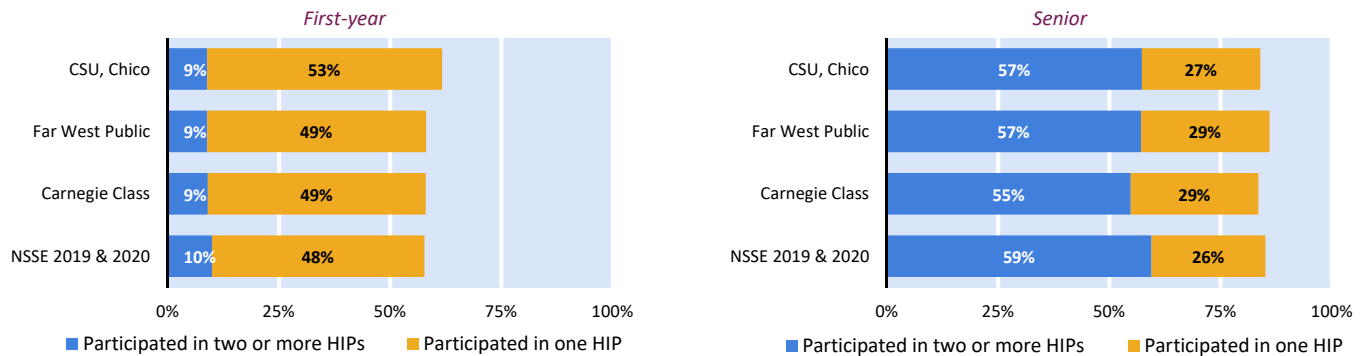 First-year
CSU, Chico
9%
53%
Far West Public
9%
49%
Carnegie Class
9%
49%
NSSE 2019 & 2020
10%
48%
0%
25%
50%
75%
100%
Participated in two or more HIPs
Participated in one HIP
Senior
CSU, Chico
57%
27%
Far West Public
57%
29%
Carnegie Class
55%
29%
NSSE 2019 & 2020
59%
26%
0%
25%
50%
75%
100%
Participated in two or more HIPs
Participated in one HIP